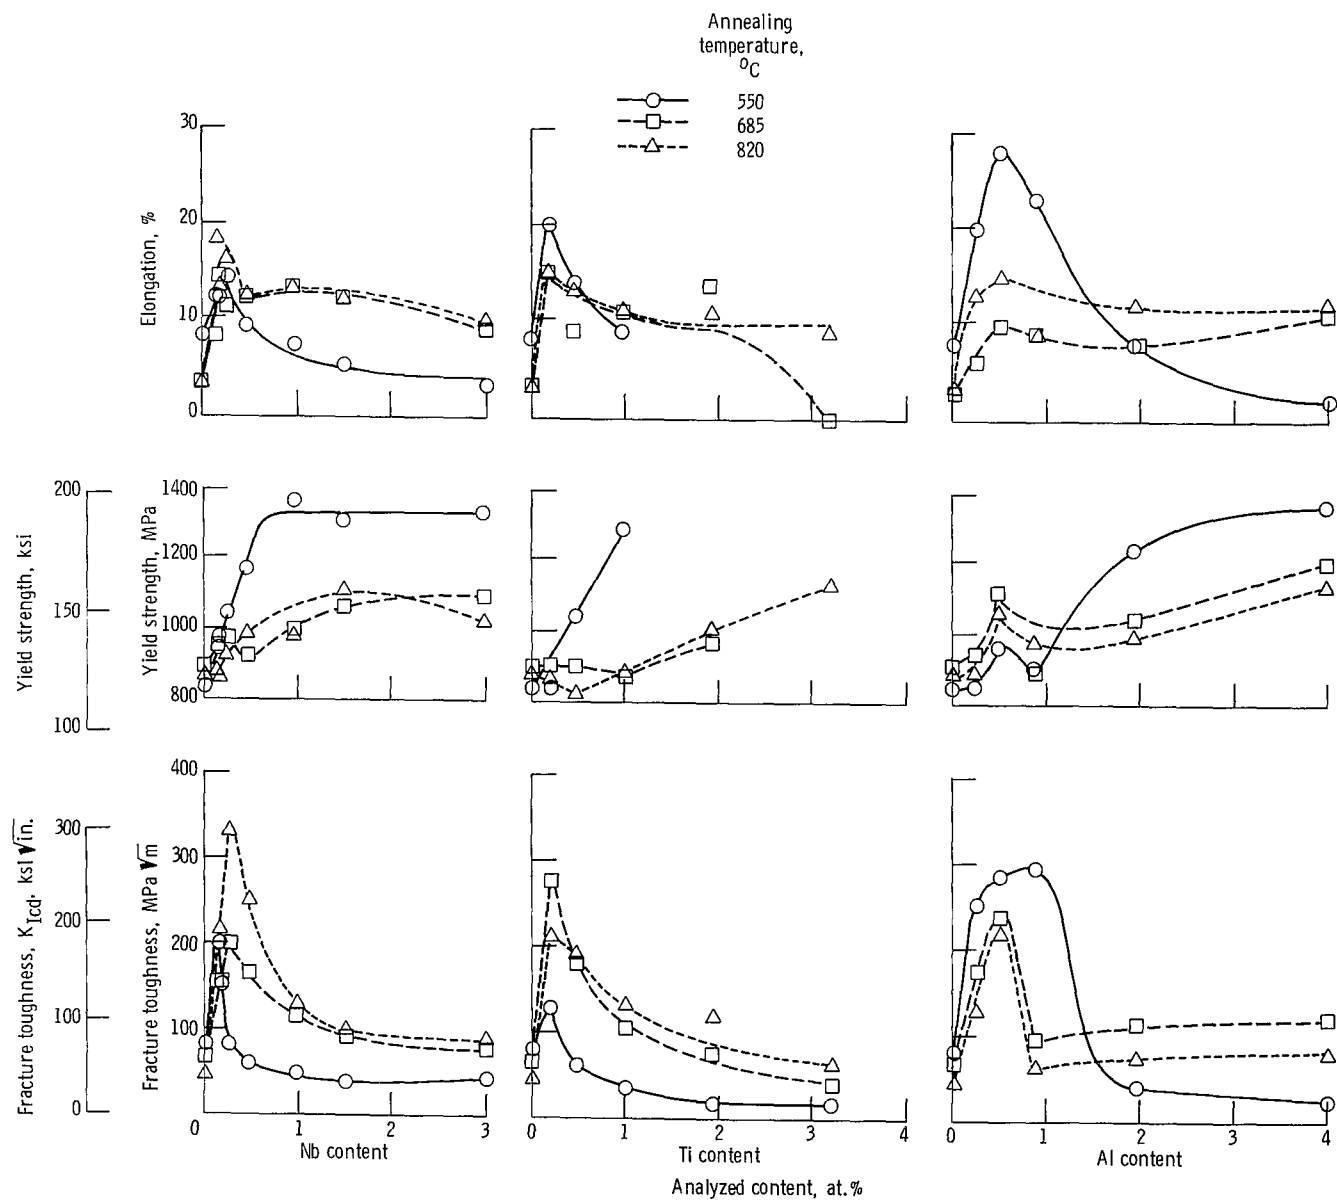 Annealing
temperature,
°C
550
685
820
30
20
10
0
Elongation, %
200
150
100
Yield strength, ksi
1400
1200
1000
800
Yield strength, MPa
300
200
100
0
Fracture toughness, KIcd, ksi √in.
400
300
200
100
Fracture toughness, MPa √m
0 1 2 3
Nb content
0 1 2 3 4
Ti content
0 1 2 3 4
Al content
Analyzed content, at.%